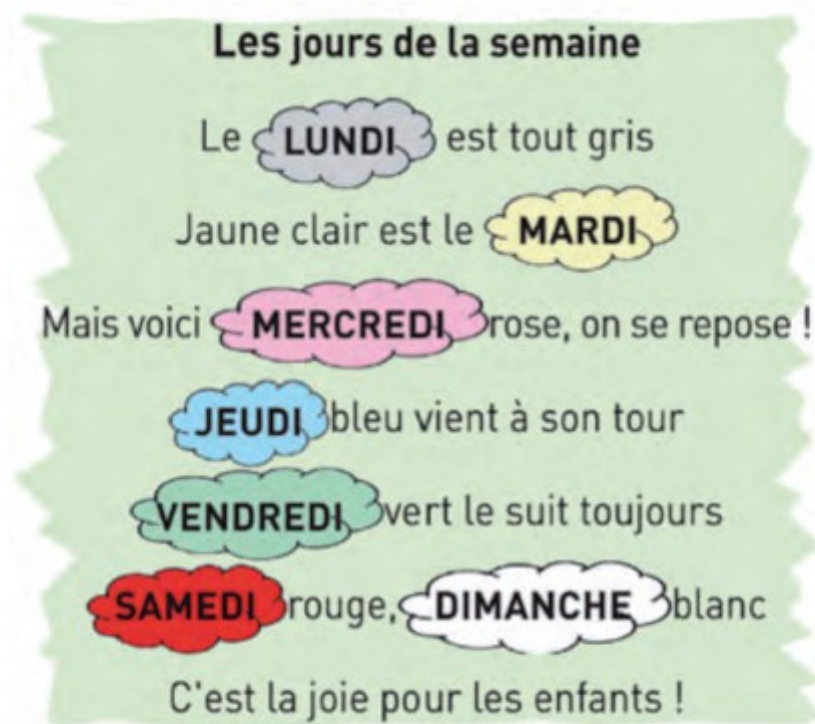 Les jours de la semaine
Le LUNDI est tout gris
Jaune clair est le MARDI
Mais voici MERCREDI rose, on se repose !
JEUDI bleu vient à son tour
VENDREDI vert le suit toujours
SAMEDI rouge, DIMANCHE blanc
C'est la joie pour les enfants !